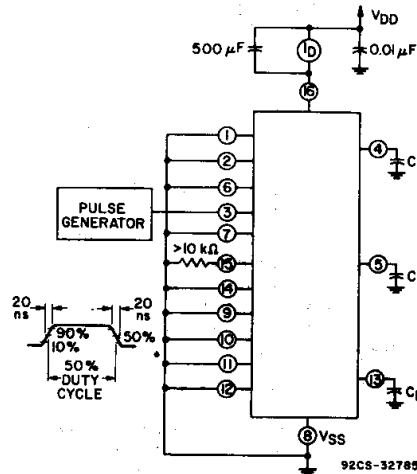 VDD
500 µF
ID
0.01 µF
16
1
2
6
3
7
>10 kΩ
15
14
9
10
11
12
4
C
5
C
13
CL
PULSE
GENERATOR
20
ns
20
ns
90%
10%
50%
50%
DUTY
CYCLE
8
VSS
92CS-32785